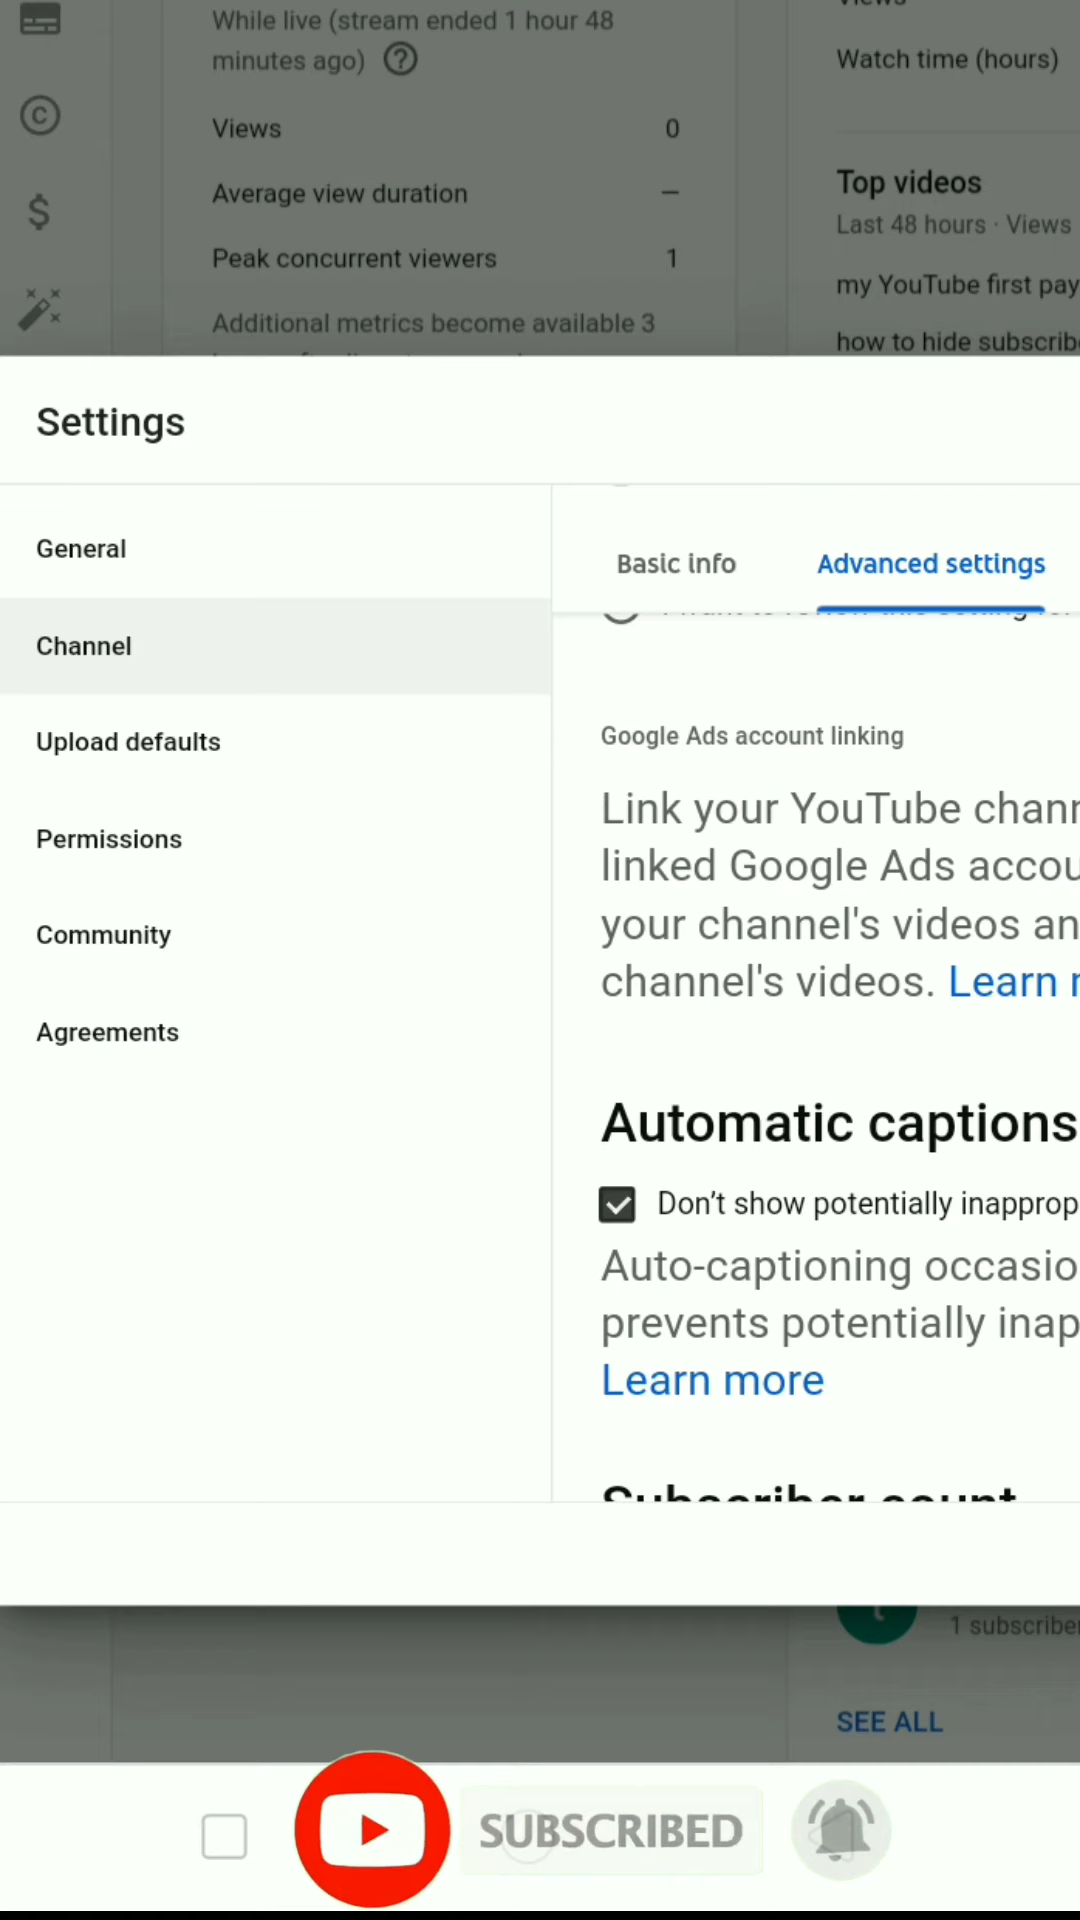 While live (stream ended 1 hour 48
minutes ago)
Views 0
Average view duration –
Peak concurrent viewers 1
Additional metrics become available 3
Watch time (hours)
Top videos
Last 48 hours · Views
my YouTube first pay
how to hide subscrib
Settings
General
Channel
Upload defaults
Permissions
Community
Agreements
Basic info
Advanced settings
Google Ads account linking
Link your YouTube chann
linked Google Ads accou
your channel's videos an
channel's videos. Learn
Automatic captions
Don't show potentially inapprop
Auto-captioning occasio
prevents potentially inap
Learn more
Subscriber count
1 subscriber
SEE ALL
SUBSCRIBED